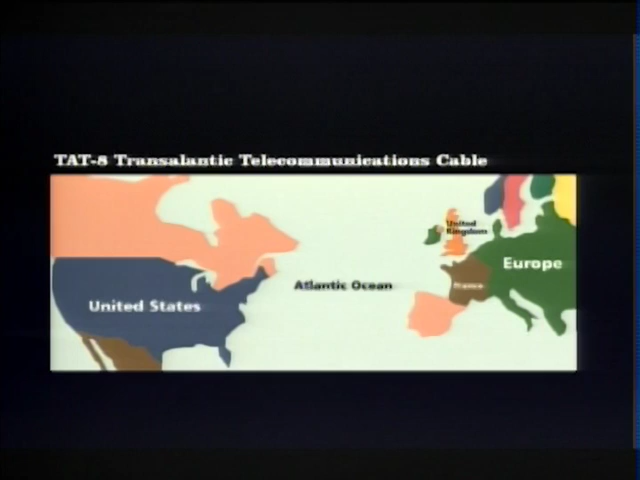 TAT-8 Transalantic Telecommunications Cable
United
Kingdom
Europe
Atlantic Ocean
France
United States